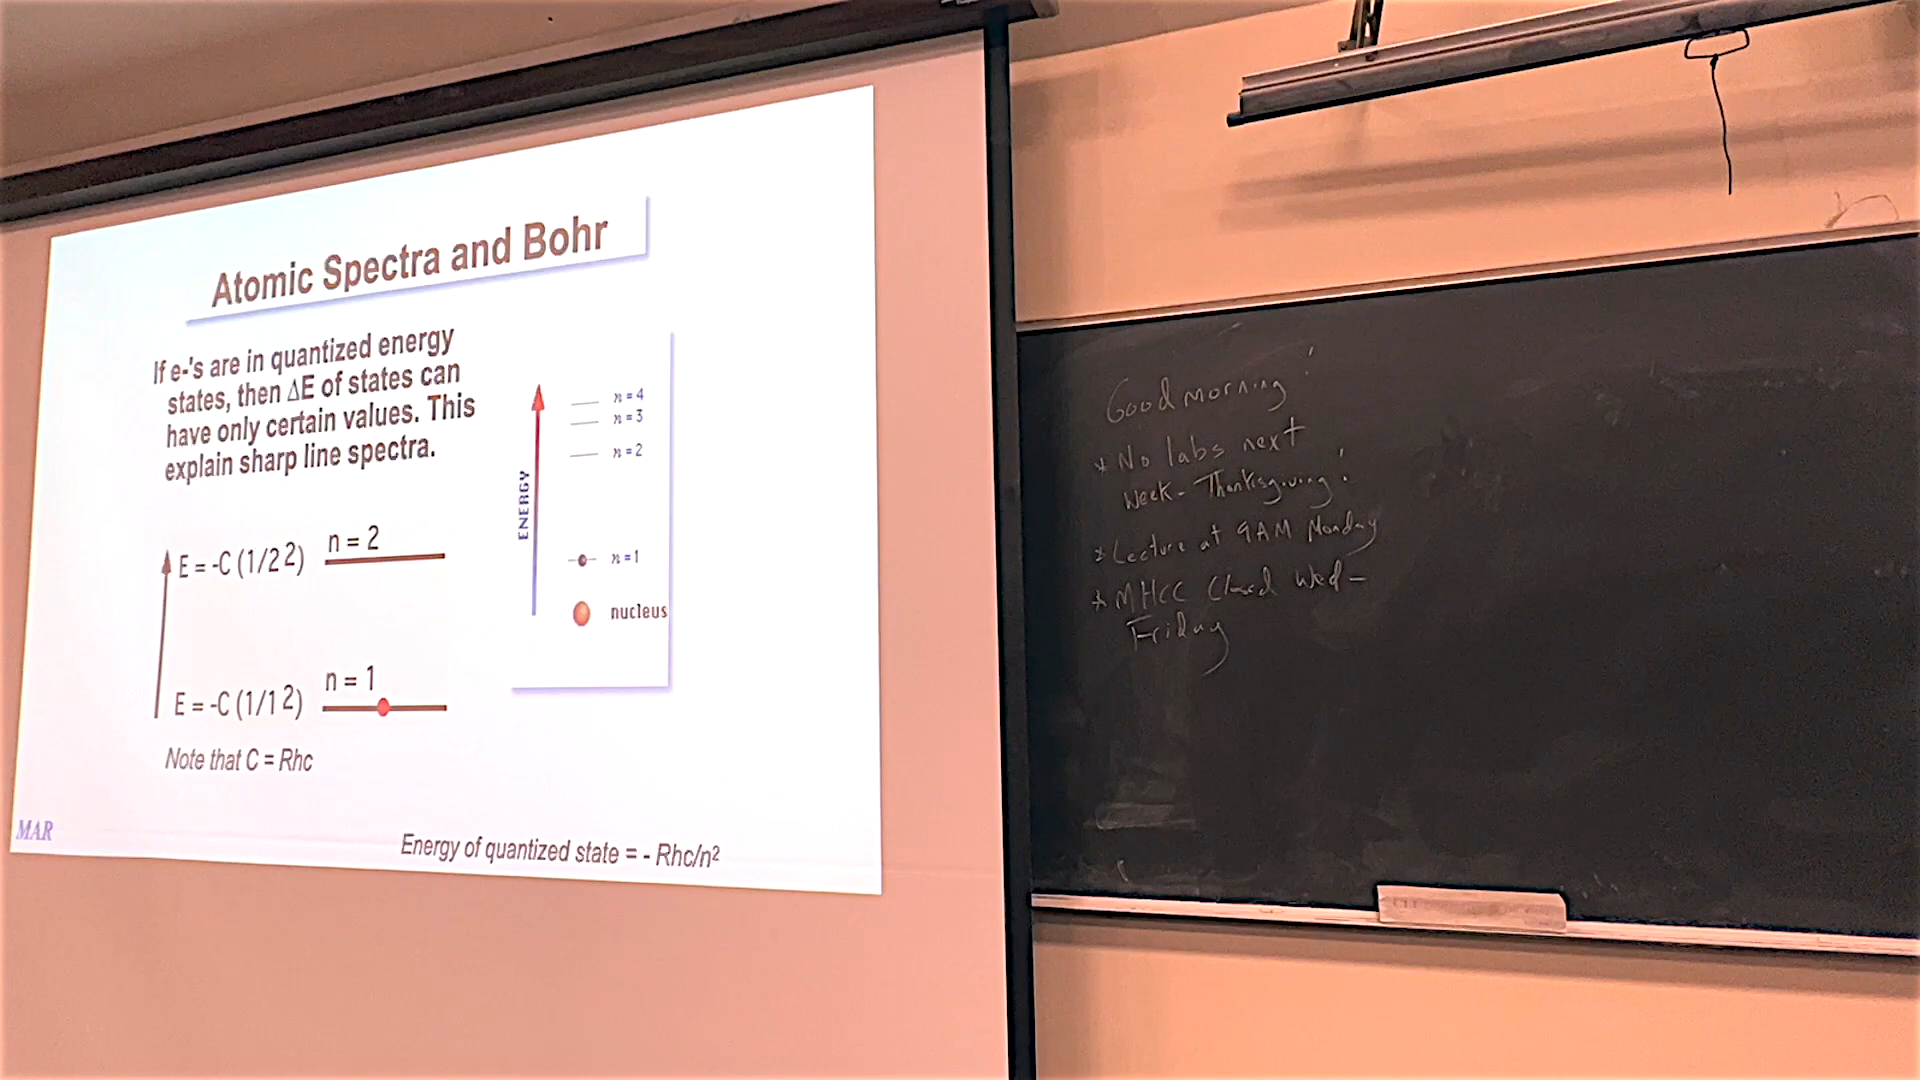 Atomic Spectra and Bohr
If e-'s are in quantized energy
states, then ΔE of states can
have only certain values. This
explain sharp line spectra.
E = -C (1/2 2) n = 2
E = -C (1/1 2) n = 1
Note that C = Rhc
ENERGY
n = 4
n = 3
n = 2
n = 1
nucleus
MAR
Energy of quantized state = - Rhc/n²
Good morning!
* No labs next
week - Thanksgiving!
* Lecture at 9AM Monday
* MHCC Closed Wed -
Friday